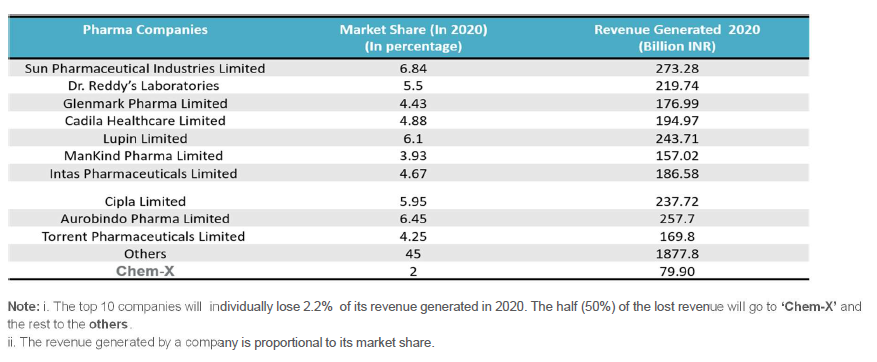 Pharma Companies Market Share (In 2020) Revenue Generated 2020
(In percentage) (Billion INR)
Sun Pharmaceutical Industries Limited 6.84 273.28
Dr. Reddy's Laboratories 5.5 219.74
Glenmark Pharma Limited 4.43 176.99
Cadila Healthcare Limited 4.88 194.97
Lupin Limited 6.1 243.71
ManKind Pharma Limited 3.93 157.02
Intas Pharmaceuticals Limited 4.67 186.58
Cipla Limited 5.95 237.72
Aurobindo Pharma Limited 6.45 257.7
Torrent Pharmaceuticals Limited 4.25 169.8
Others 45 1877.8
Chem-X 2 79.90
Note: i. The top 10 companies will individually lose 2.2% of its revenue generated in 2020. The half (50%) of the lost revenue will go to ‘Chem-X’ and
the rest to the others.
ii. The revenue generated by a company is proportional to its market share.